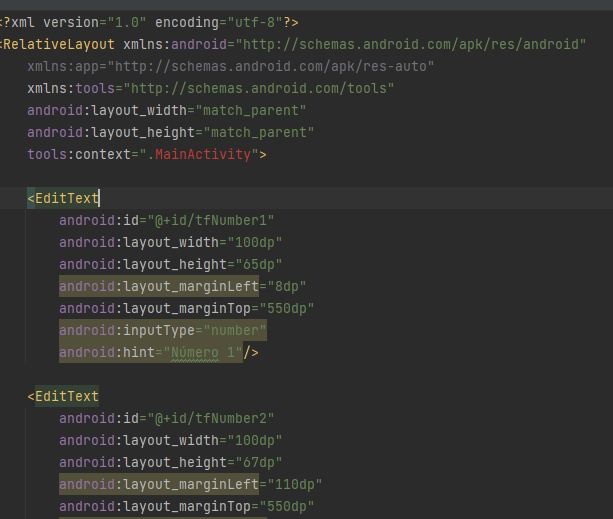 <?xml version="1.0" encoding="utf-8"?>
<RelativeLayout xmlns:android="http://schemas.android.com/apk/res/android"
xmlns:app="http://schemas.android.com/apk/res-auto"
xmlns:tools="http://schemas.android.com/tools"
android:layout_width="match_parent"
android:layout_height="match_parent"
tools:context=".MainActivity">
<EditText
android:id="@+id/tfNumber1"
android:layout_width="100dp"
android:layout_height="65dp"
android:layout_marginLeft="8dp"
android:layout_marginTop="550dp"
android:inputType="number"
android:hint="Número 1"/>
<EditText
android:id="@+id/tfNumber2"
android:layout_width="100dp"
android:layout_height="67dp"
android:layout_marginLeft="110dp"
android:layout_marginTop="550dp"